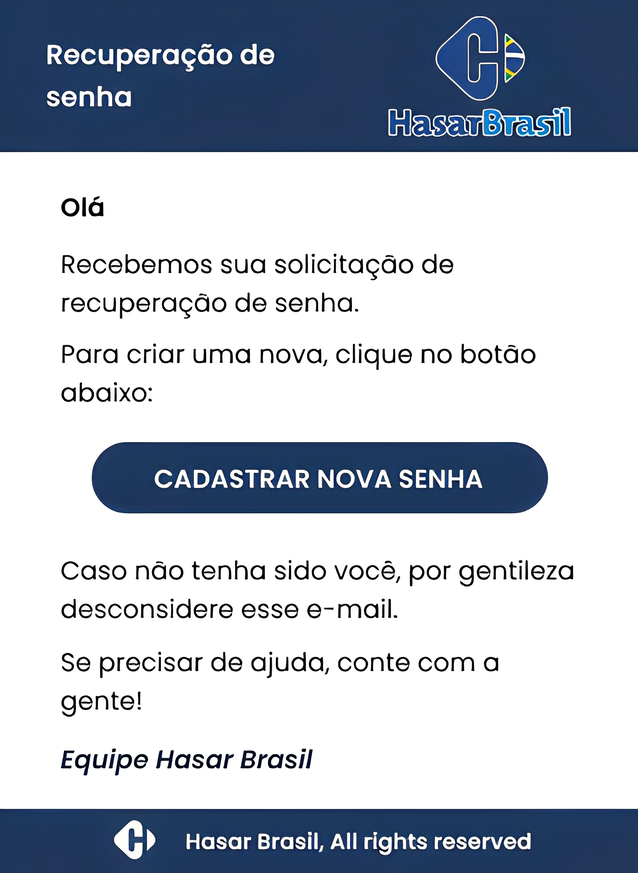 Recuperação de
senha
HasarBrasil
Olá
Recebemos sua solicitação de
recuperação de senha.
Para criar uma nova, clique no botão
abaixo:
CADASTRAR NOVA SENHA
Caso não tenha sido você, por gentileza
desconsidere esse e-mail.
Se precisar de ajuda, conte com a
gente!
Equipe Hasar Brasil
Hasar Brasil, All rights reserved